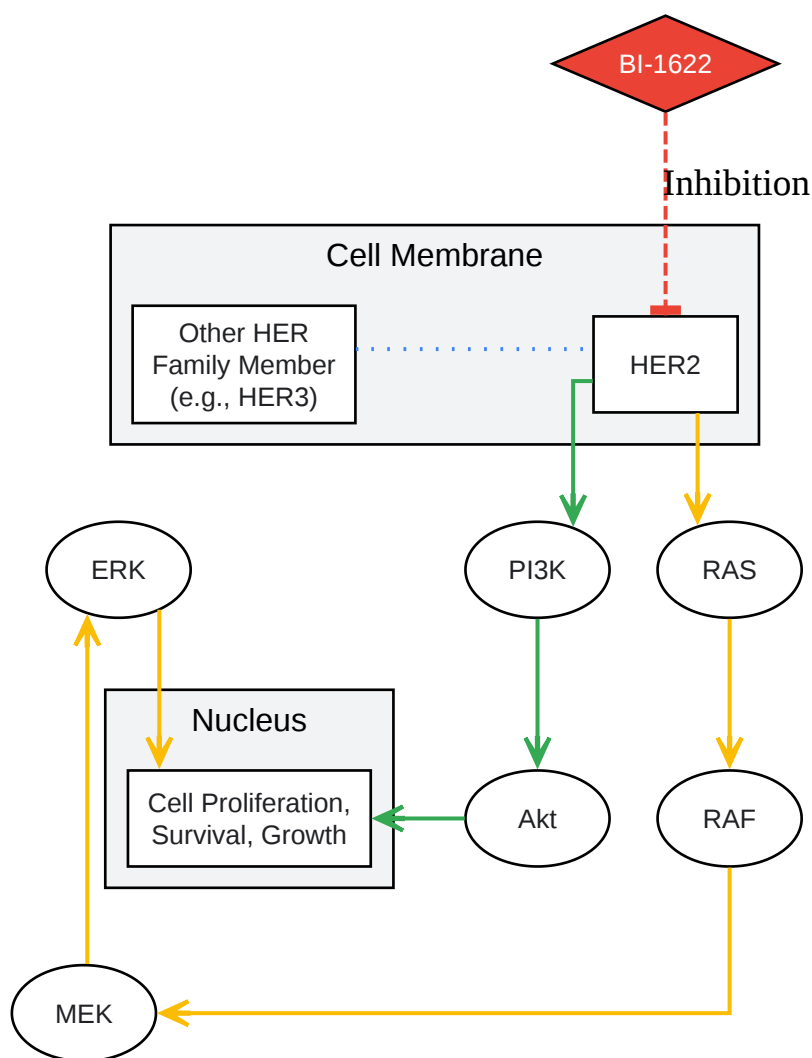 BI-1622
Inhibition
Cell Membrane
Other HER
Family Member
(e.g., HER3)
HER2
ERK
PI3K
RAS
Nucleus
Cell Proliferation,
Survival, Growth
Akt
RAF
MEK